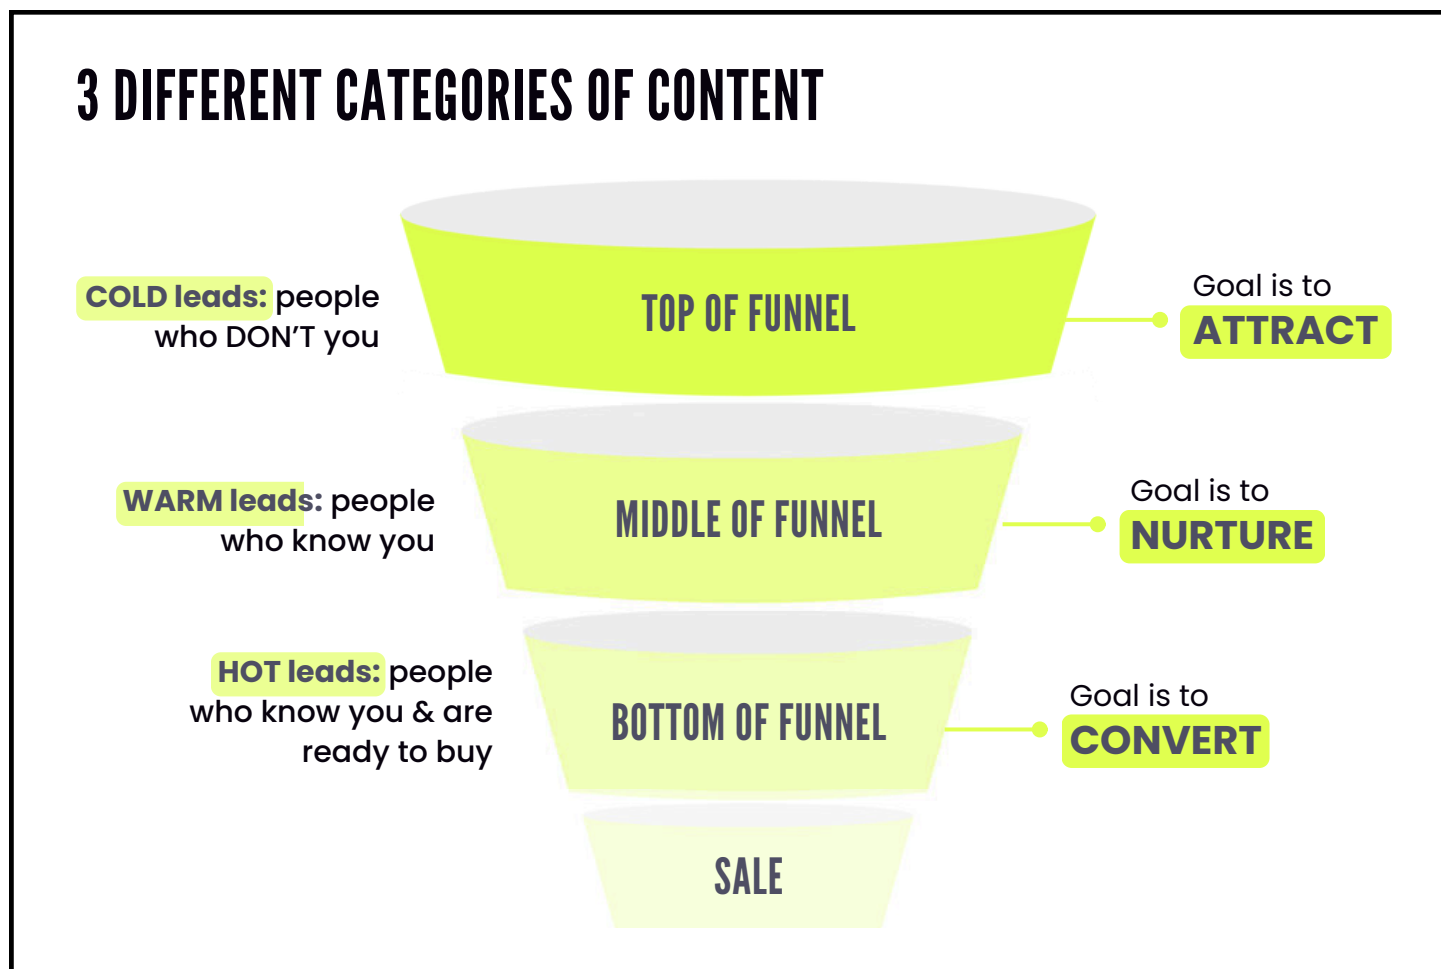 3 DIFFERENT CATEGORIES OF CONTENT
COLD leads: people
who DON'T you
TOP OF FUNNEL
Goal is to
ATTRACT
WARM leads: people
who know you
MIDDLE OF FUNNEL
Goal is to
NURTURE
HOT leads: people
who know you & are
ready to buy
BOTTOM OF FUNNEL
Goal is to
CONVERT
SALE